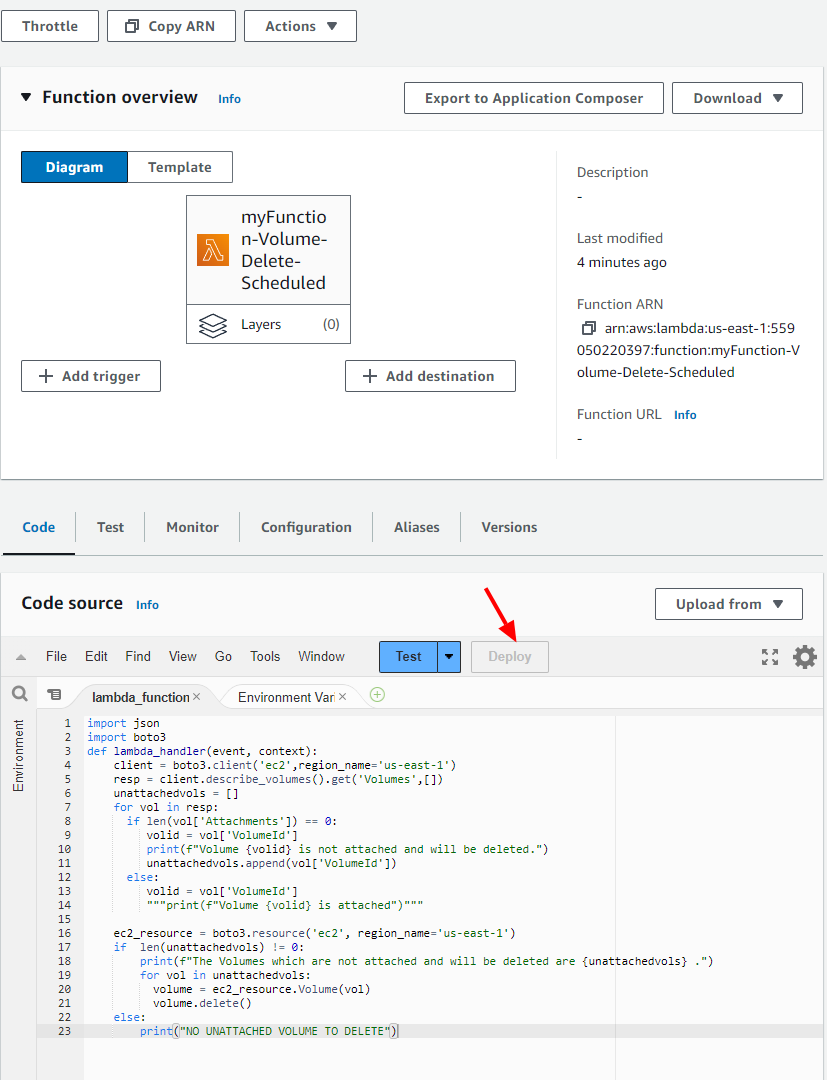 Throttle
Copy ARN
Actions
Function overview Info
Export to Application Composer
Download
Diagram
Template
myFunctio
n-Volume-
Delete-
Scheduled
Layers (0)
Add trigger
Add destination
Description
-
Last modified
4 minutes ago
Function ARN
arn:aws:lambda:us-east-1:559
050220397:function:myFunction-V
olume-Delete-Scheduled
Function URL Info
-
Code Test Monitor Configuration Aliases Versions
Code source Info
Upload from
File Edit Find View Go Tools Window Test Deploy
Environment
lambda_function × Environment Var ×
1 import json
2 import boto3
3 def lambda_handler(event, context):
4     client = boto3.client('ec2',region_name='us-east-1')
5     resp = client.describe_volumes().get('Volumes',[])
6     unattachedvols = []
7     for vol in resp:
8       if len(vol['Attachments']) == 0:
9          volid = vol['VolumeId']
10          print(f"Volume {volid} is not attached and will be deleted.")
11          unattachedvols.append(vol['VolumeId'])
12       else:
13          volid = vol['VolumeId']
14          """print(f"Volume {volid} is attached")"""
15
16     ec2_resource = boto3.resource('ec2', region_name='us-east-1')
17     if  len(unattachedvols) != 0:
18         print(f"The Volumes which are not attached and will be deleted are {unattachedvols} .")
19         for vol in unattachedvols:
20           volume = ec2_resource.Volume(vol)
21           volume.delete()
22     else:
23         print("NO UNATTACHED VOLUME TO DELETE")